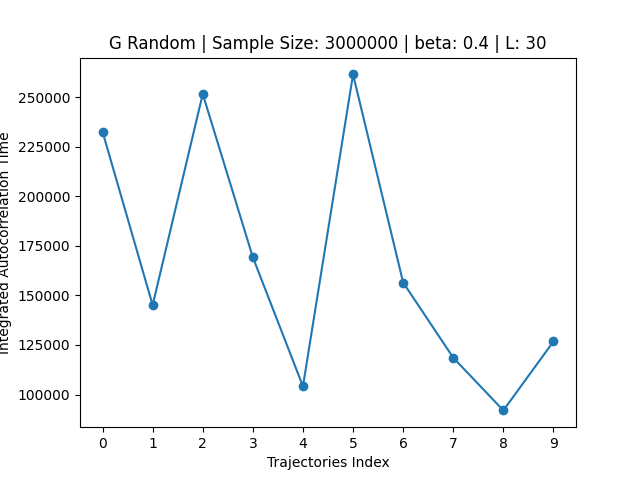 G Random | Sample Size: 3000000 | beta: 0.4 | L: 30
Integrated Autocorrelation Time
250000
225000
200000
175000
150000
125000
100000
0 1 2 3 4 5 6 7 8 9
Trajectories Index